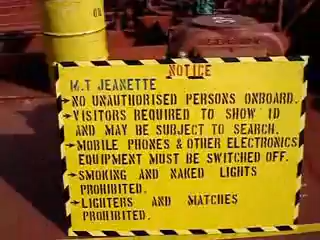 OL
NOTICE
M.T JEANETTE
NO UNAUTHORISED PERSONS ONBOARD.
VISITORS REQUIRED TO SHOW ID
AND MAY BE SUBJECT TO SEARCH.
MOBILE PHONES & OTHER ELECTRONICS
EQUIPMENT MUST BE SWITCHED OFF.
SMOKING AND NAKED LIGHTS
PROHIBITED.
LIGHTERS AND MATCHES
PROHIBITED.